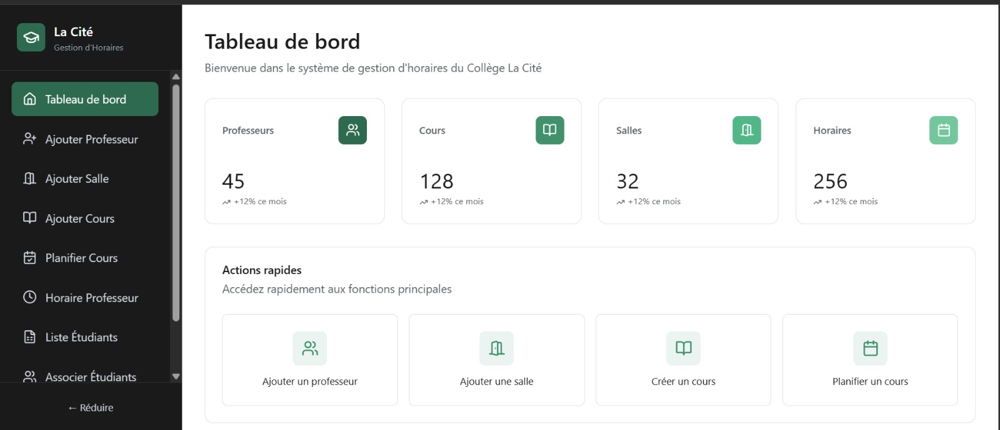 La Cité
Gestion d'Horaires
Tableau de bord
Ajouter Professeur
Ajouter Salle
Ajouter Cours
Planifier Cours
Horaire Professeur
Liste Étudiants
Associer Étudiants
← Réduire
Tableau de bord
Bienvenue dans le système de gestion d'horaires du Collège La Cité
Professeurs
45
+12% ce mois
Cours
128
+12% ce mois
Salles
32
+12% ce mois
Horaires
256
+12% ce mois
Actions rapides
Accédez rapidement aux fonctions principales
Ajouter un professeur
Ajouter une salle
Créer un cours
Planifier un cours